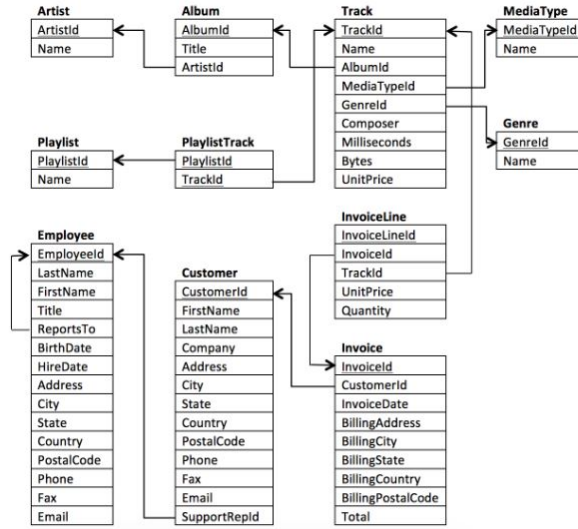 Artist
ArtistId
Name
Album
AlbumId
Title
ArtistId
Track
TrackId
Name
AlbumId
MediaTypeId
GenreId
Composer
Milliseconds
Bytes
UnitPrice
MediaType
MediaTypeId
Name
Genre
GenreId
Name
Playlist
PlaylistId
Name
PlaylistTrack
PlaylistId
TrackId
Employee
EmployeeId
LastName
FirstName
Title
ReportsTo
BirthDate
HireDate
Address
City
State
Country
PostalCode
Phone
Fax
Email
Customer
CustomerId
FirstName
LastName
Company
Address
City
State
Country
PostalCode
Phone
Fax
Email
SupportRepId
InvoiceLine
InvoiceLineId
InvoiceId
TrackId
UnitPrice
Quantity
Invoice
InvoiceId
CustomerId
InvoiceDate
BillingAddress
BillingCity
BillingState
BillingCountry
BillingPostalCode
Total